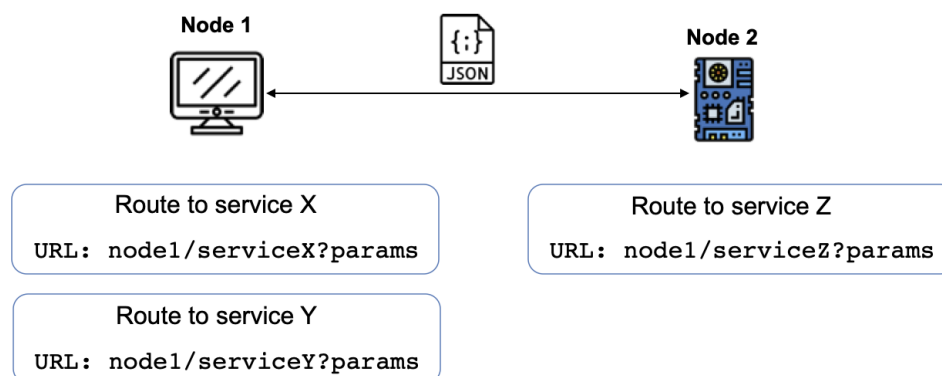 Node 1
{;}
JSON
Node 2
Route to service X
URL: node1/serviceX?params
Route to service Z
URL: node1/serviceZ?params
Route to service Y
URL: node1/serviceY?params